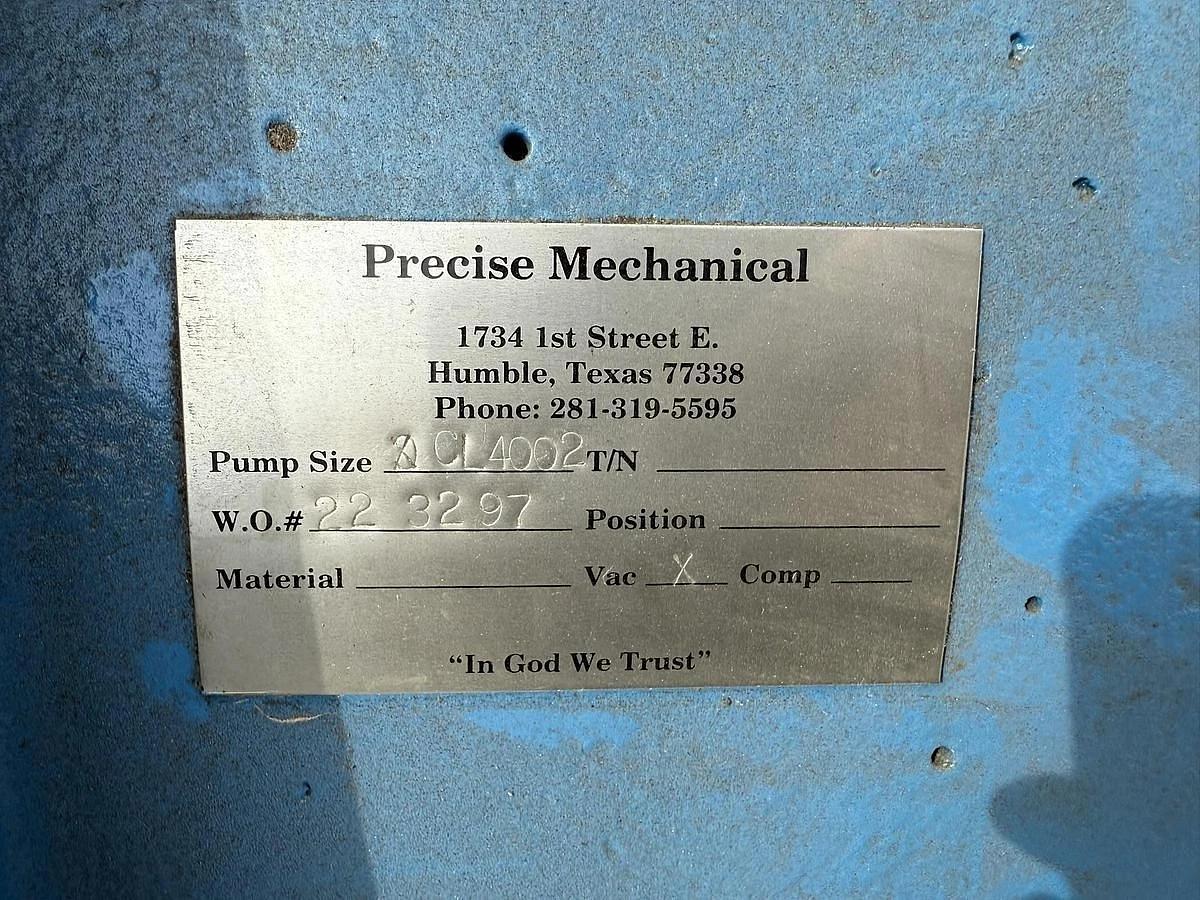 Precise Mechanical
1734 1st Street E.
Humble, Texas 77338
Phone: 281-319-5595
Pump Size CL4002 T/N
W.O.# 22 3297 Position
Material Vac X Comp
“In God We Trust”